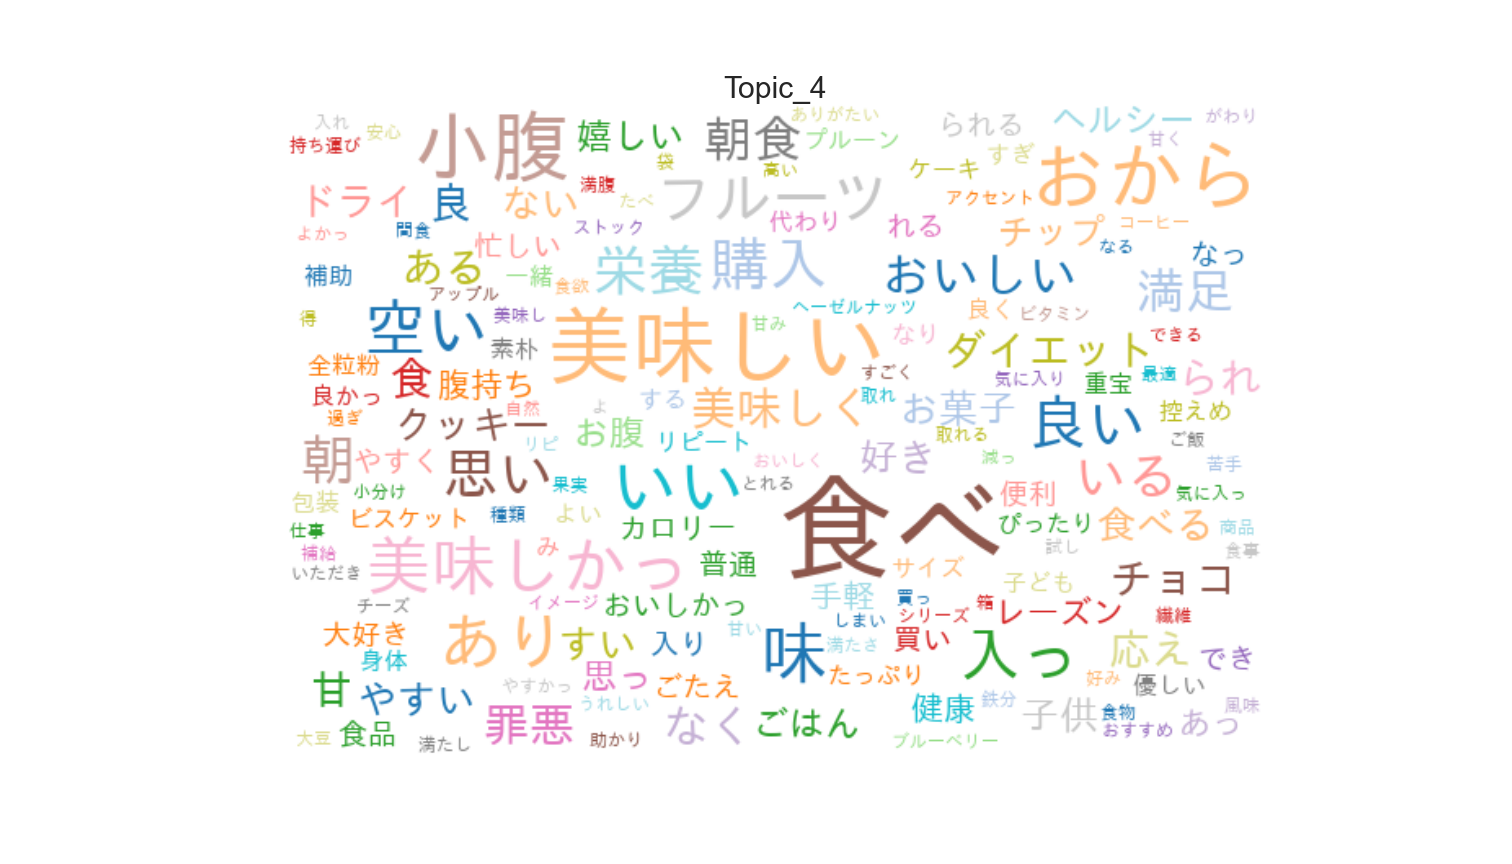 Topic_4
入れ 安心 小腹 嬉しい 朝食 ありがたい られる ヘルシー がわり
持ち運び 袋 プルーン 高い ケーキ すぎ 甘く おから
ドライ 良 ない 満腹 たべ フルーツ アクセント
よかっ 間食 忙しい ストック 代わり れる チップ コーヒー
補助 ある 一緒 食欲 栄養 購入 おいしい なる なっ
アップル 満足
得 空い 美味し 美味しい 甘み ヘーゼルナッツ 良く ビタミン
素朴 なり ダイエット できる
全粒粉 食 腹持ち すごく 気に入り 重宝 最適 られ
良かっ 自然 よ する 美味しく 取れ お菓子 良い 控えめ
過ぎ クッキー リピ お腹 リピート 取れる ご飯
朝 やすく 思い おいしく 好き 減っ いる 苦手
包装 小分け 果実 いい とれる 食べ 便利 気に入っ
仕事 ビスケット 種類 よい カロリー ぴったり 食べる 商品
補給 美味しかっ み 普通 試し 食事
いただき サイズ 子ども チョコ
チーズ イメージ おいしかっ 手軽 買っ シリーズ 箱 レーズン 繊維
大好き あり すい 入り 甘い 味 しまい 満たさ 買い 入っ 応え でき
身体 思っ ごたえ たっぷり 好み 優しい
甘 やすい やすかっ うれしい 健康 鉄分 子供 食物 風味
大豆 食品 満たし 罪悪 助かり なく ごはん ブルーベリー おすすめ あっ